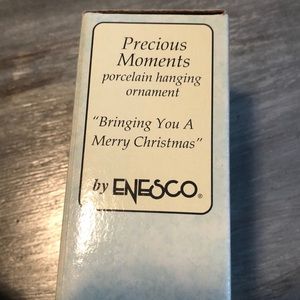 Precious
Moments
porcelain hanging
ornament
“Bringing You A
Merry Christmas”
by ENESCO®